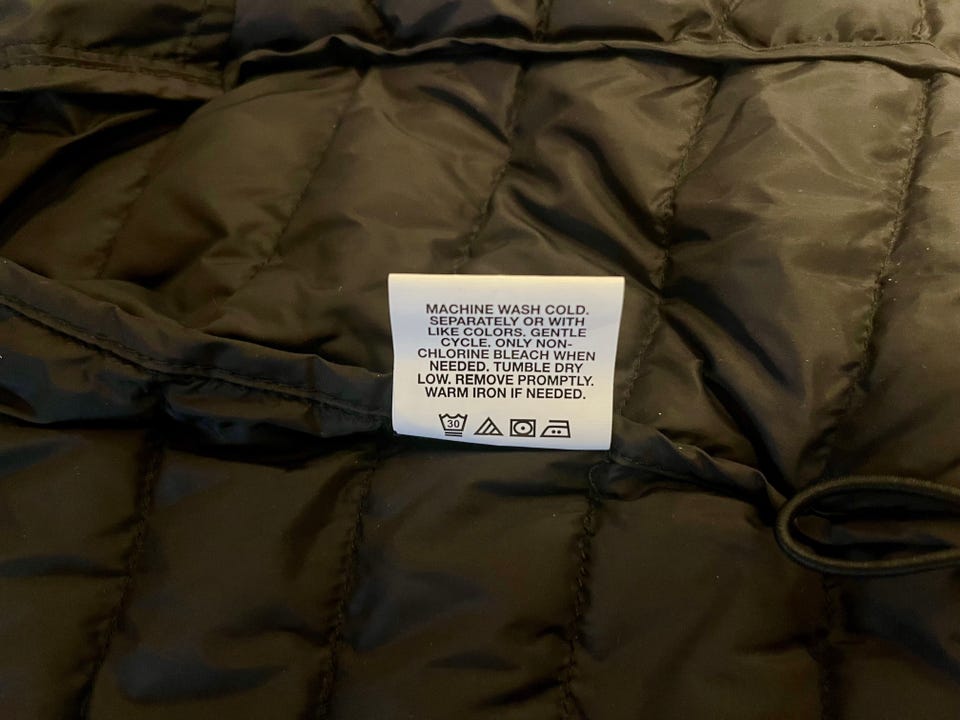 MACHINE WASH COLD.
SEPARATELY OR WITH
LIKE COLORS. GENTLE
CYCLE. ONLY NON-
CHLORINE BLEACH WHEN
NEEDED. TUMBLE DRY
LOW. REMOVE PROMPTLY.
WARM IRON IF NEEDED.
30